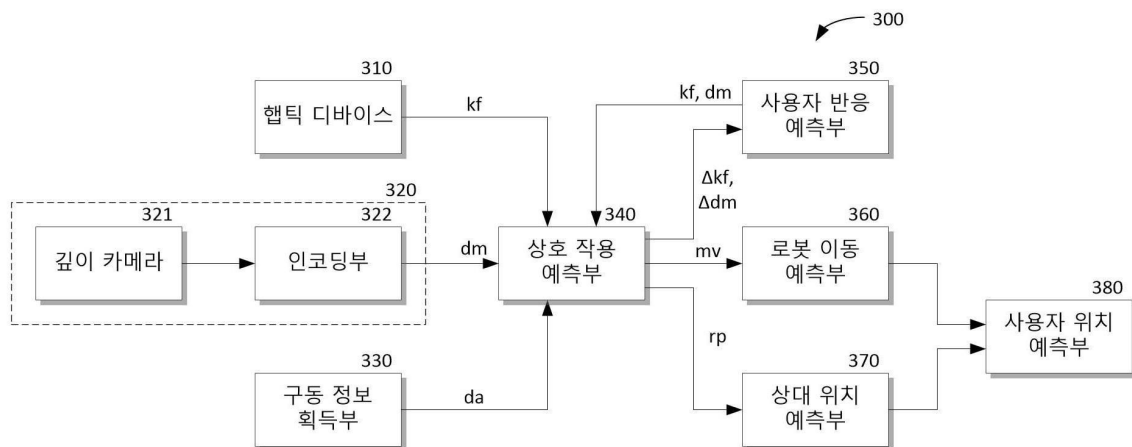 300
310
350
햅틱 디바이스
kf
kf, dm
사용자 반응
예측부
320
Δkf,
Δdm
321
322
340
360
깊이 카메라
인코딩부
dm
상호 작용
예측부
mv
로봇 이동
예측부
380
사용자 위치
예측부
rp
330
370
구동 정보
획득부
da
상대 위치
예측부